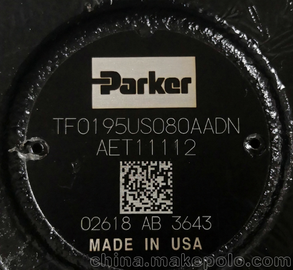 Parker
TF0195US080AADN
AET11112
02618 AB 3643
MADE IN USA
china.makepolo.com